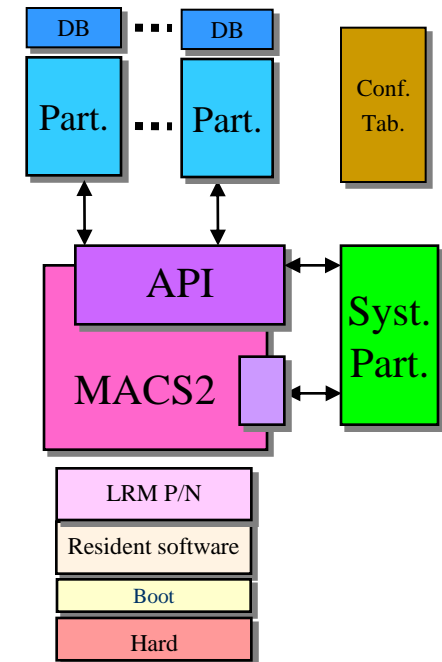 DB
DB
Part.
Part.
Conf.
Tab.
API
MACS2
Syst.
Part.
LRM P/N
Resident software
Boot
Hard